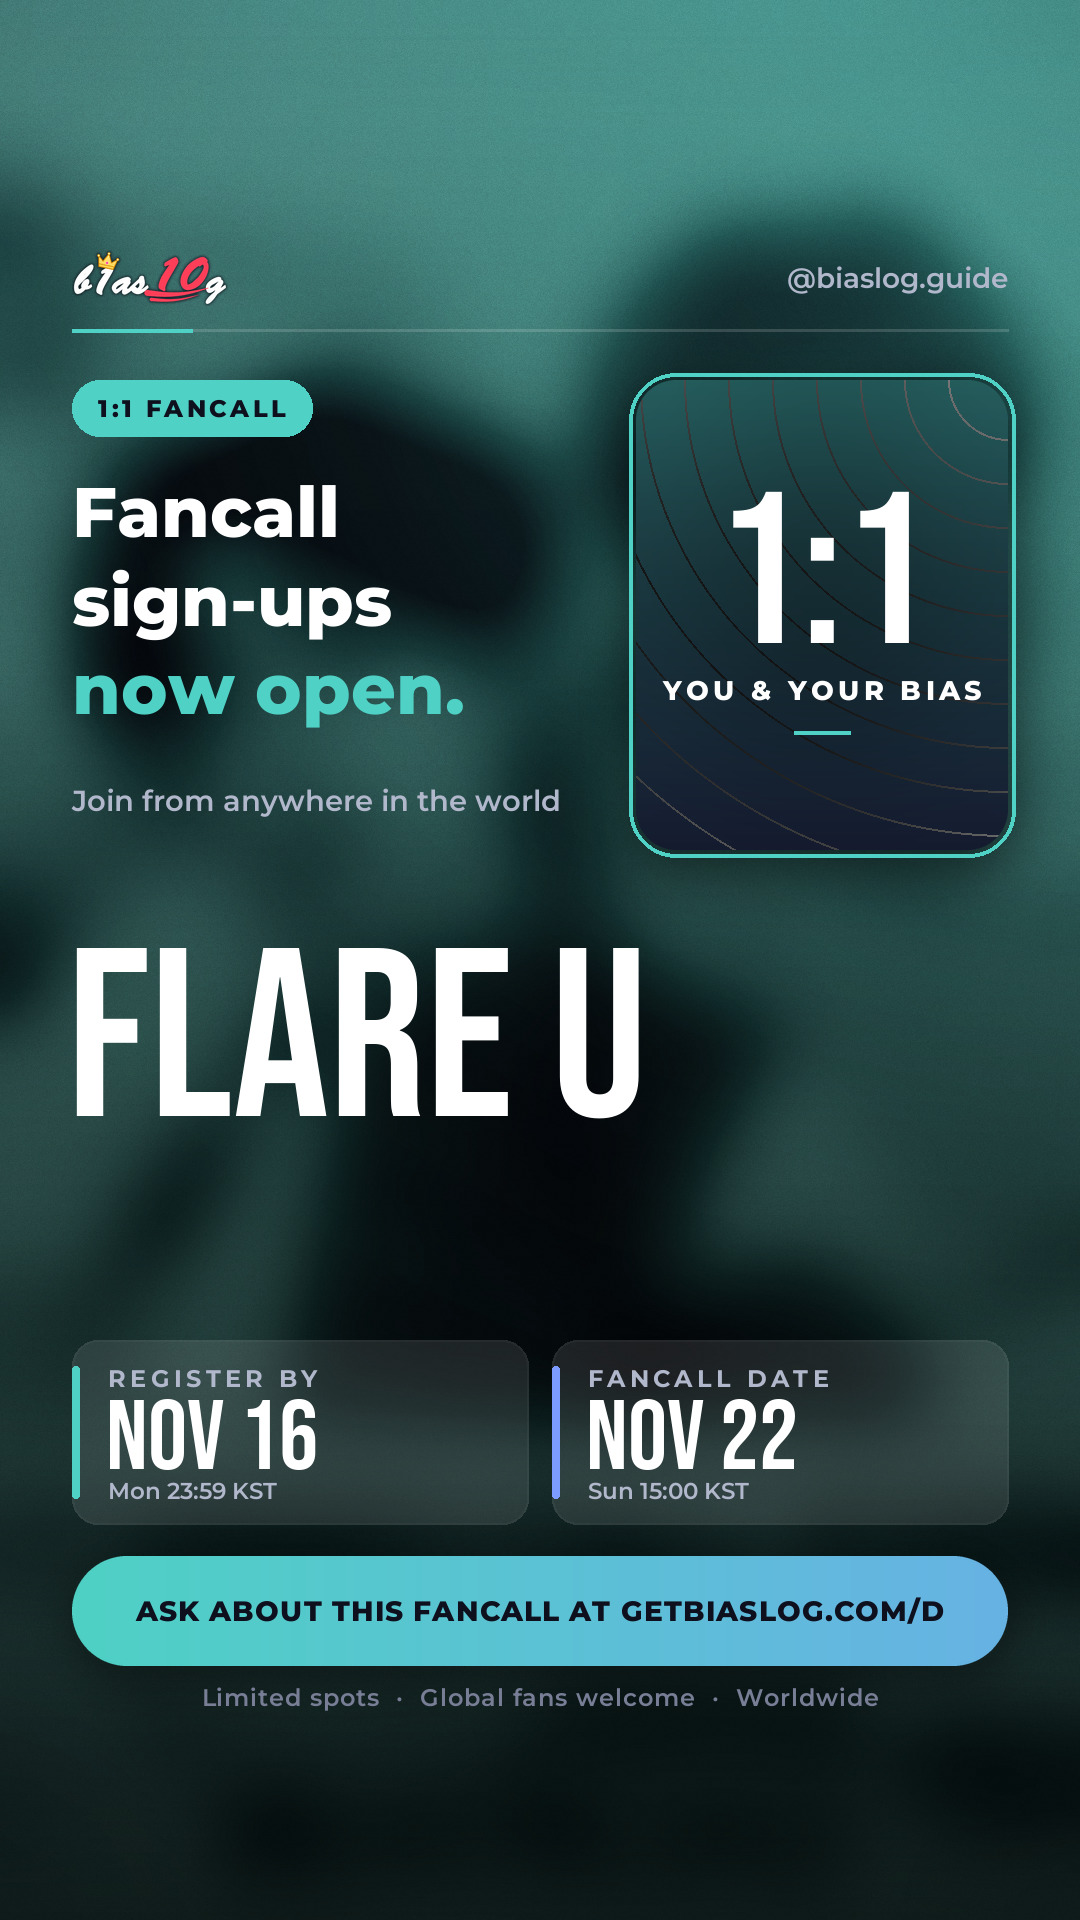 b1as10g
@biaslog.guide
1:1 FANCALL
Fancall
sign-ups
now open.
Join from anywhere in the world
1:1
YOU & YOUR BIAS
FLARE U
REGISTER BY
NOV 16
Mon 23:59 KST
FANCALL DATE
NOV 22
Sun 15:00 KST
ASK ABOUT THIS FANCALL AT GETBIASLOG.COM/D
Limited spots · Global fans welcome · Worldwide